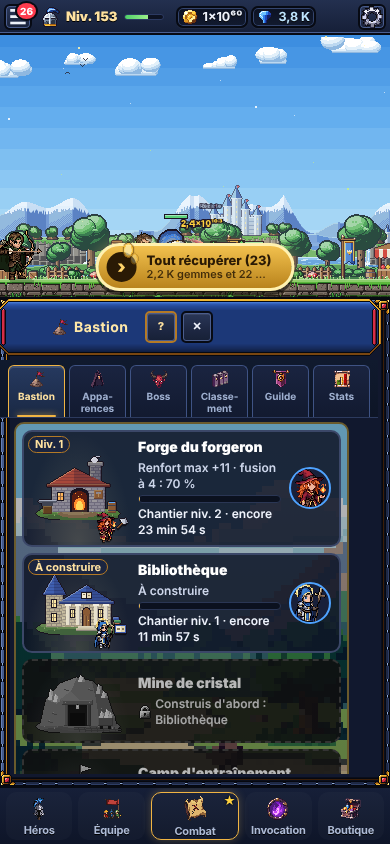 26
Niv. 153
1×10⁶⁰
3,8 K
Tout récupérer (23)
2,2 K gemmes et 22 ...
Bastion
?
×
Bastion
Appa-
rences
Boss
Classe-
ment
Guilde
Stats
Niv. 1
Forge du forgeron
Renfort max +11 · fusion
à 4 : 70 %
Chantier niv. 2 · encore
23 min 54 s
À construire
Bibliothèque
À construire
Chantier niv. 1 · encore
11 min 57 s
Mine de cristal
Construis d'abord :
Bibliothèque
Camp d'entraînement
Héros
Équipe
Combat
Invocation
Boutique